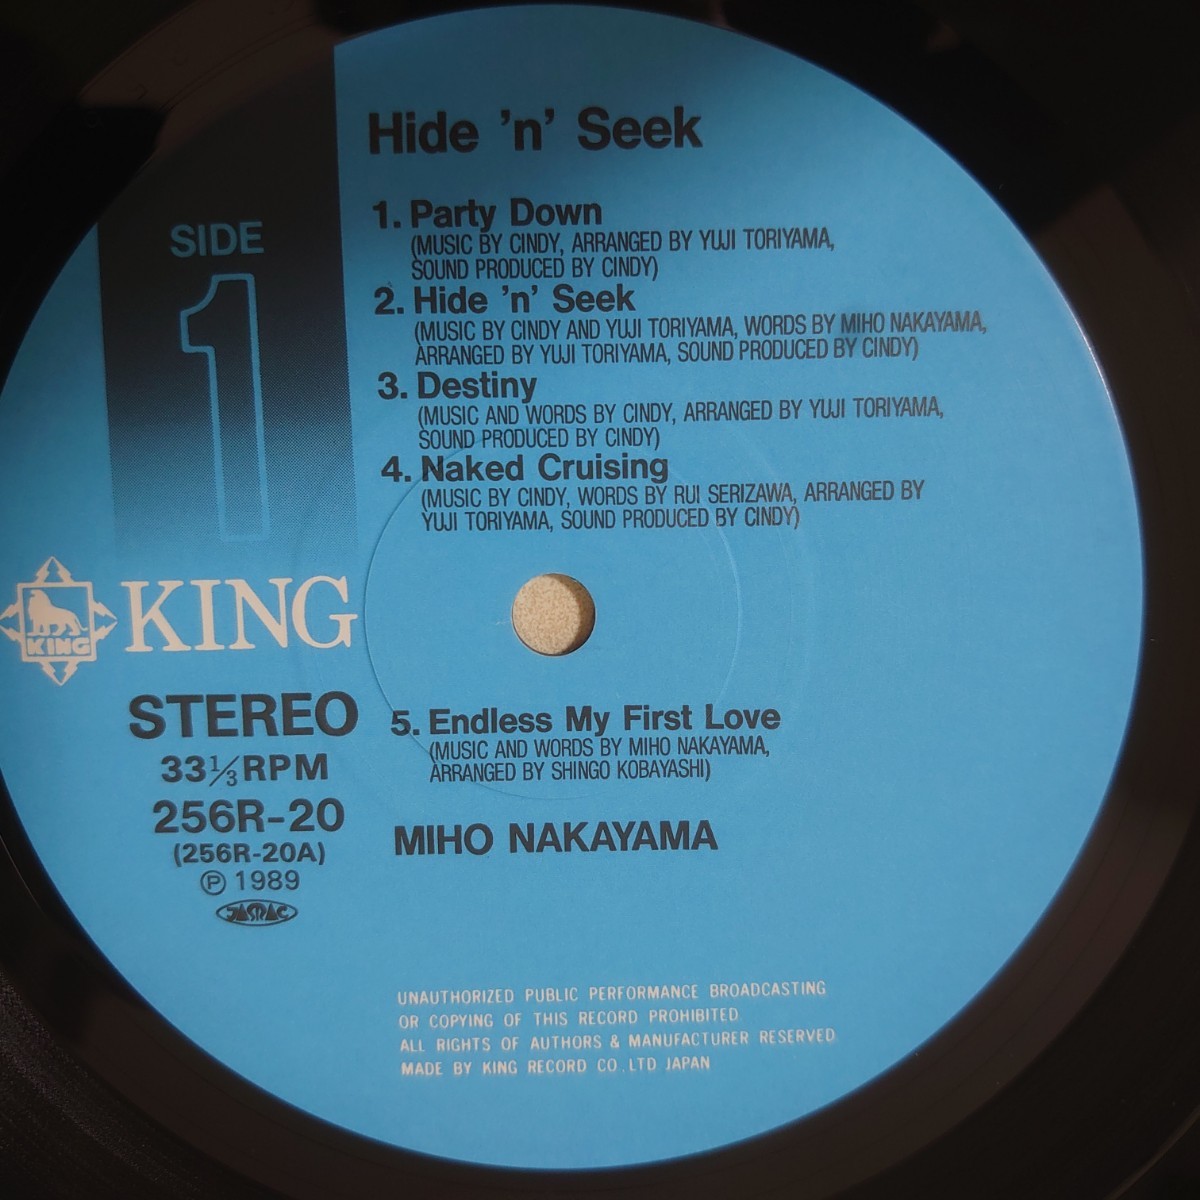 Hide 'n' Seek
SIDE
1
1. Party Down
(MUSIC BY CINDY, ARRANGED BY YUJI TORIYAMA,
SOUND PRODUCED BY CINDY)
2. Hide 'n' Seek
(MUSIC BY CINDY AND YUJI TORIYAMA, WORDS BY MIHO NAKAYAMA,
ARRANGED BY YUJI TORIYAMA, SOUND PRODUCED BY CINDY)
3. Destiny
(MUSIC AND WORDS BY CINDY, ARRANGED BY YUJI TORIYAMA,
SOUND PRODUCED BY CINDY)
4. Naked Cruising
(MUSIC BY CINDY, WORDS BY RUI SERIZAWA, ARRANGED BY
YUJI TORIYAMA, SOUND PRODUCED BY CINDY)
KING
KING
STEREO
33 1/3 RPM
256R-20
(256R-20A)
Ⓟ 1989
JASRAC
5. Endless My First Love
(MUSIC AND WORDS BY MIHO NAKAYAMA,
ARRANGED BY SHINGO KOBAYASHI)
MIHO NAKAYAMA
UNAUTHORIZED PUBLIC PERFORMANCE BROADCASTING
OR COPYING OF THIS RECORD PROHIBITED.
ALL RIGHTS OF AUTHORS & MANUFACTURER RESERVED
MADE BY KING RECORD CO.,LTD JAPAN